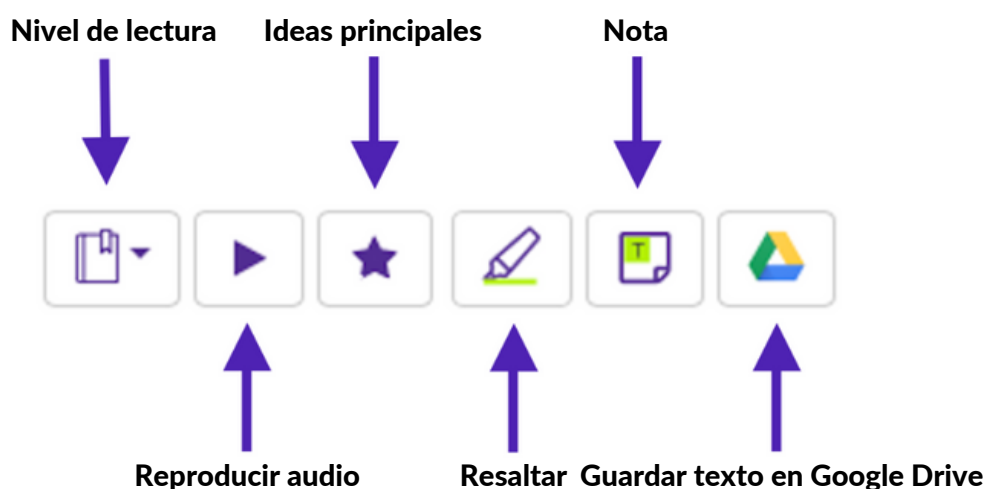 Nivel de lectura Ideas principales Nota
T
Reproducir audio Resaltar Guardar texto en Google Drive